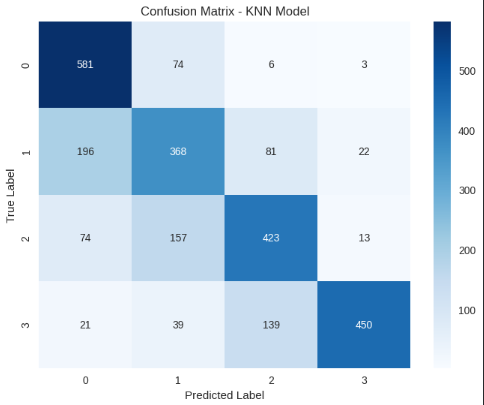 Confusion Matrix - KNN Model
0 581 74 6 3
1 196 368 81 22
2 74 157 423 13
3 21 39 139 450
0 1 2 3
True Label
Predicted Label
500
400
300
200
100